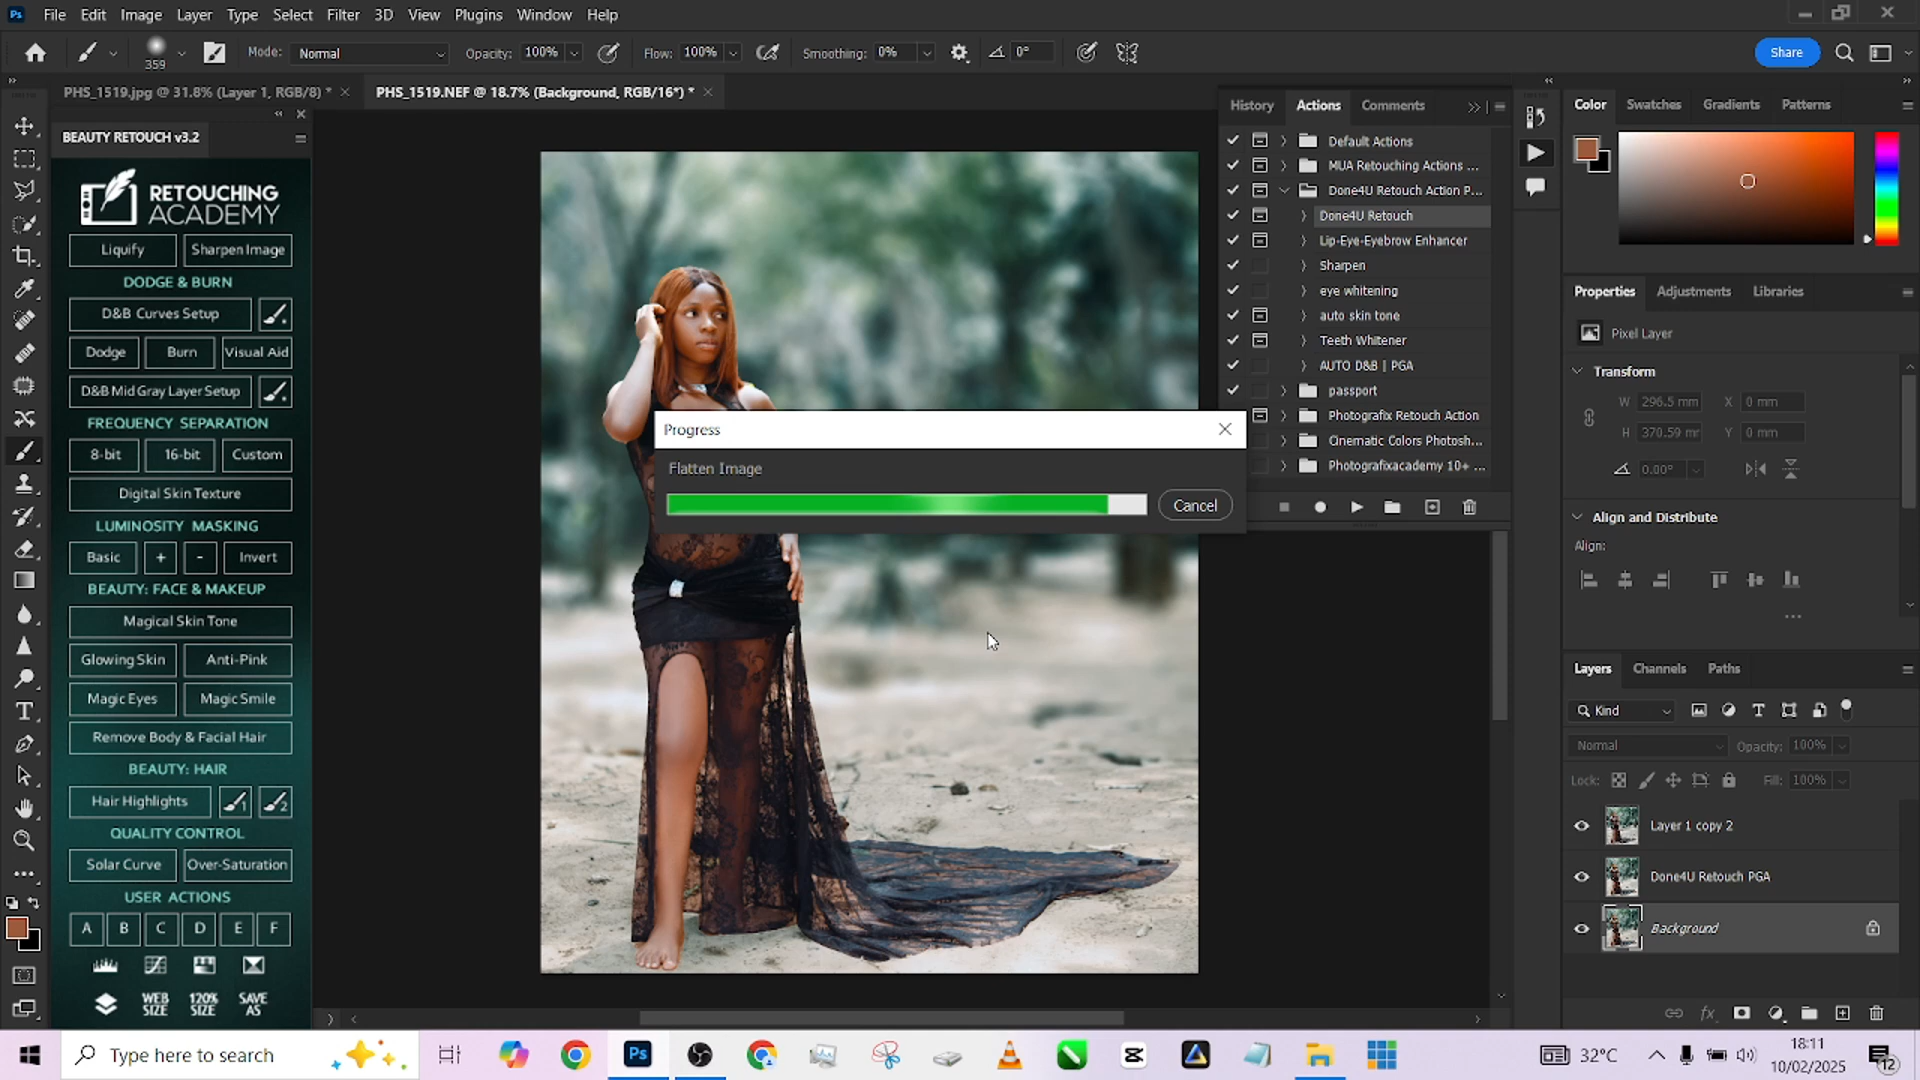 File Edit Image Layer Type Select Filter 3D View Plugins Window Help
359 Mode: Normal Opacity: 100% Flow: 100% Smoothing: 0% 0° Share
PHS_1519.jpg @ 31.8% (Layer 1, RGB/8) * PHS_1519.NEF @ 18.7% (Background, RGB/16*) *
BEAUTY RETOUCH v3.2
RETOUCHING
ACADEMY
Liquify Sharpen Image
DODGE & BURN
D&B Curves Setup
Dodge Burn Visual Aid
D&B Mid Gray Layer Setup
FREQUENCY SEPARATION
8-bit 16-bit Custom
Digital Skin Texture
LUMINOSITY MASKING
Basic + - Invert
BEAUTY: FACE & MAKEUP
Magical Skin Tone
Glowing Skin Anti-Pink
Magic Eyes Magic Smile
Remove Body & Facial Hair
BEAUTY: HAIR
Hair Highlights 1 2
QUALITY CONTROL
Solar Curve Over-Saturation
USER ACTIONS
A B C D E F
WEB SIZE 120% SIZE SAVE AS
Progress
Flatten Image
Cancel
History Actions Comments
Default Actions
MUA Retouching Actions ...
Done4U Retouch Action P...
Done4U Retouch
Lip-Eye-Eyebrow Enhancer
Sharpen
eye whitening
auto skin tone
Teeth Whitener
AUTO D&B | PGA
passport
Photografix Retouch Action
Cinematic Colors Photosh...
Photografixacademy 10+ ...
Color Swatches Gradients Patterns
Properties Adjustments Libraries
Pixel Layer
Transform
W 296.5 mm X 0 mm
H 370.59 mr Y 0 mm
0.00°
Align and Distribute
Align:
Layers Channels Paths
Kind
Normal Opacity: 100%
Lock: Fill: 100%
Layer 1 copy 2
Done4U Retouch PGA
Background
Type here to search
32°C
18:11
10/02/2025
12